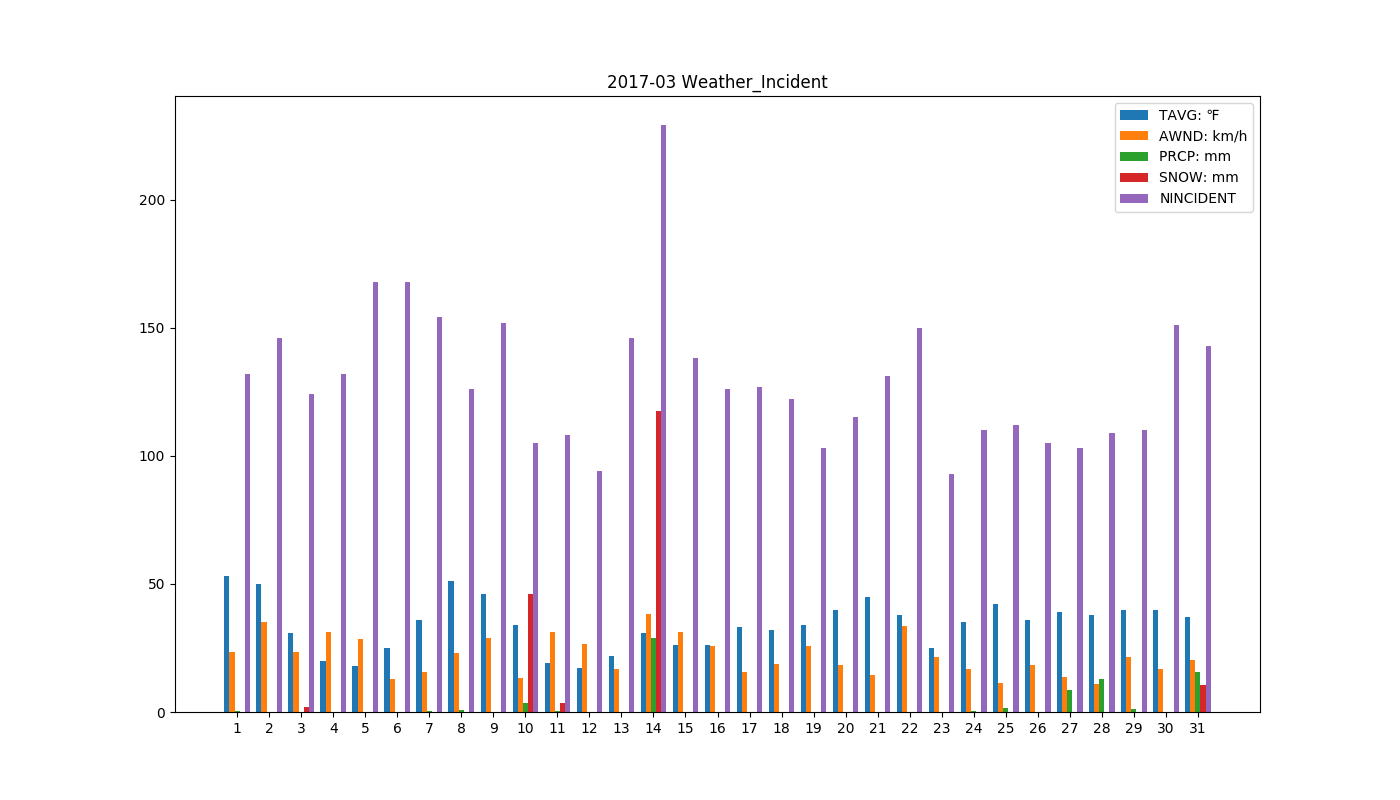 2017-03 Weather_Incident
TAVG: °F
AWND: km/h
PRCP: mm
SNOW: mm
NINCIDENT
200
150
100
50
0
1 2 3 4 5 6 7 8 9 10 11 12 13 14 15 16 17 18 19 20 21 22 23 24 25 26 27 28 29 30 31